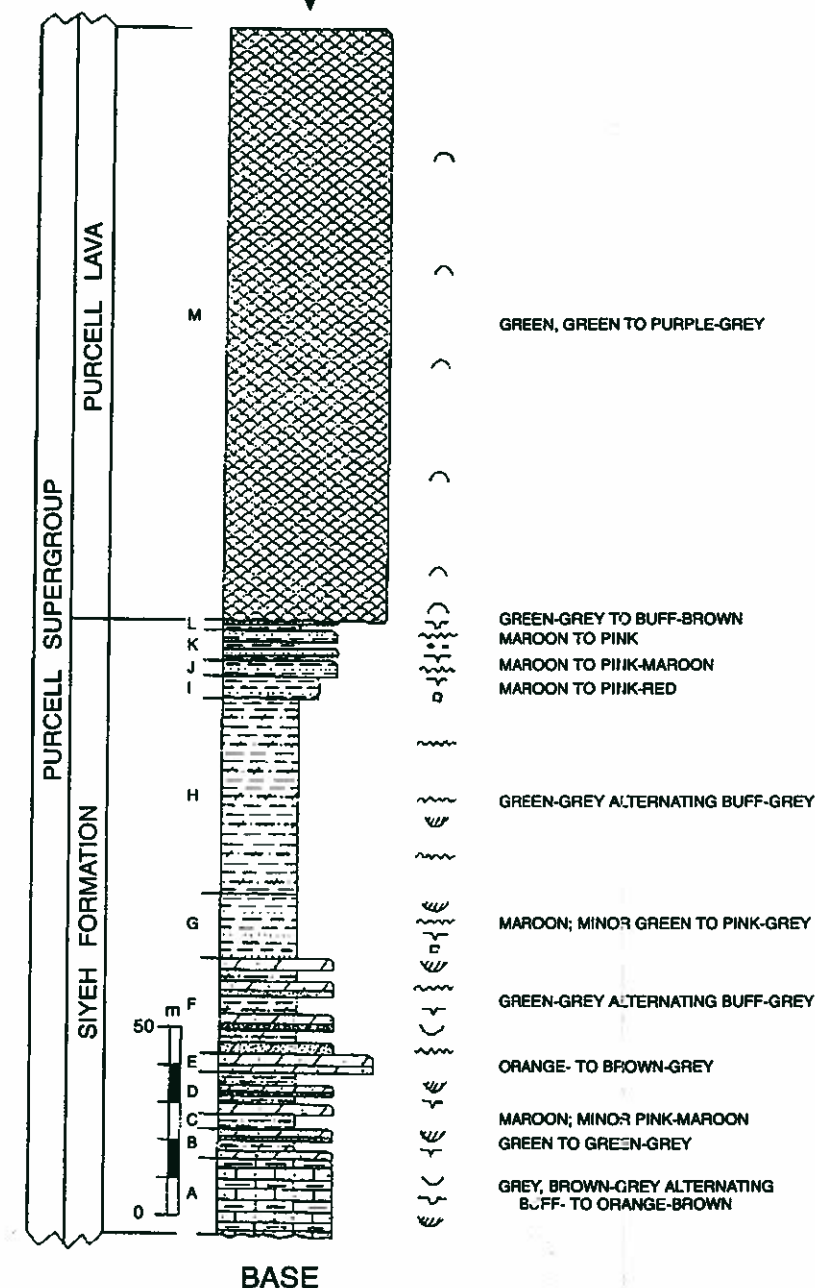 PURCELL SUPERGROUP
PURCELL LAVA
SIYEH FORMATION
M
GREEN, GREEN TO PURPLE-GREY
L
GREEN-GREY TO BUFF-BROWN
K
MAROON TO PINK
J
MAROON TO PINK-MAROON
I
MAROON TO PINK-RED
H
GREEN-GREY ALTERNATING BUFF-GREY
G
MAROON; MINOR GREEN TO PINK-GREY
F
GREEN-GREY ALTERNATING BUFF-GREY
m
50
E
ORANGE- TO BROWN-GREY
D
C
MAROON; MINOR PINK-MAROON
B
GREEN TO GREEN-GREY
A
GREY, BROWN-GREY ALTERNATING
BUFF- TO ORANGE-BROWN
0
BASE